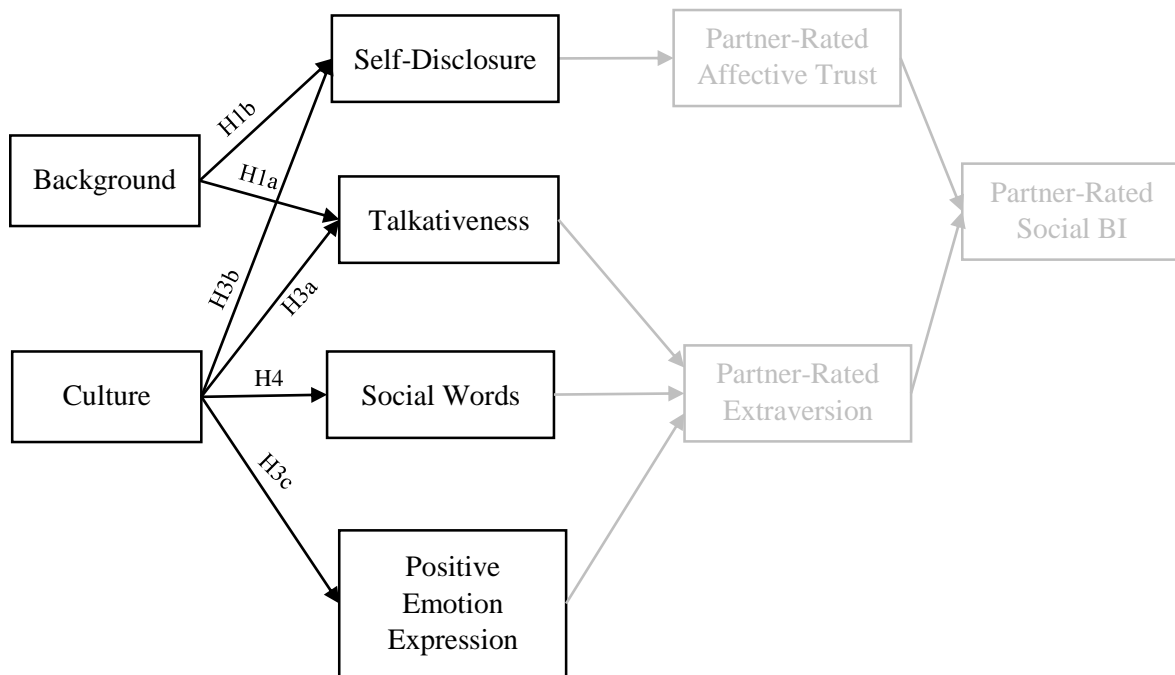 Self-Disclosure
Partner-Rated
Affective Trust
H1b
Background
H1a
Talkativeness
Partner-Rated
Social BI
H3b
H3a
Culture
H4
Social Words
Partner-Rated
Extraversion
H3c
Positive
Emotion
Expression